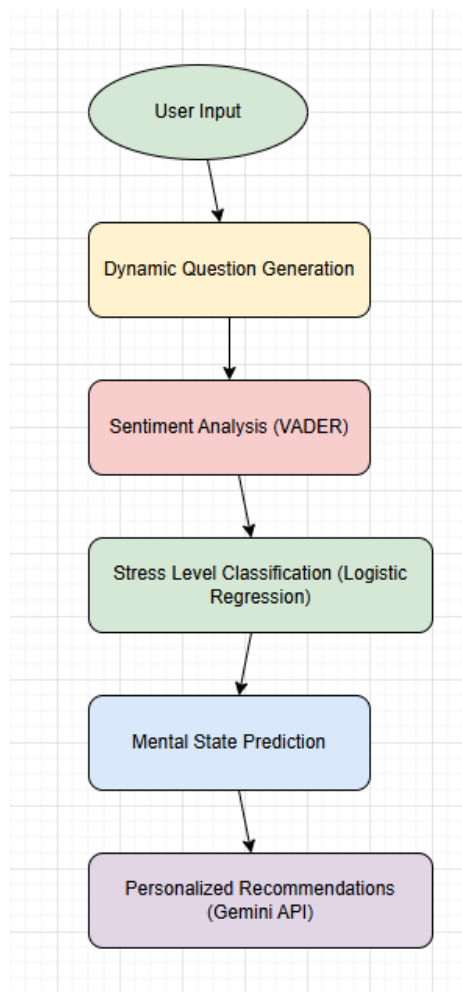 User Input
Dynamic Question Generation
Sentiment Analysis (VADER)
Stress Level Classification (Logistic
Regression)
Mental State Prediction
Personalized Recommendations
(Gemini API)